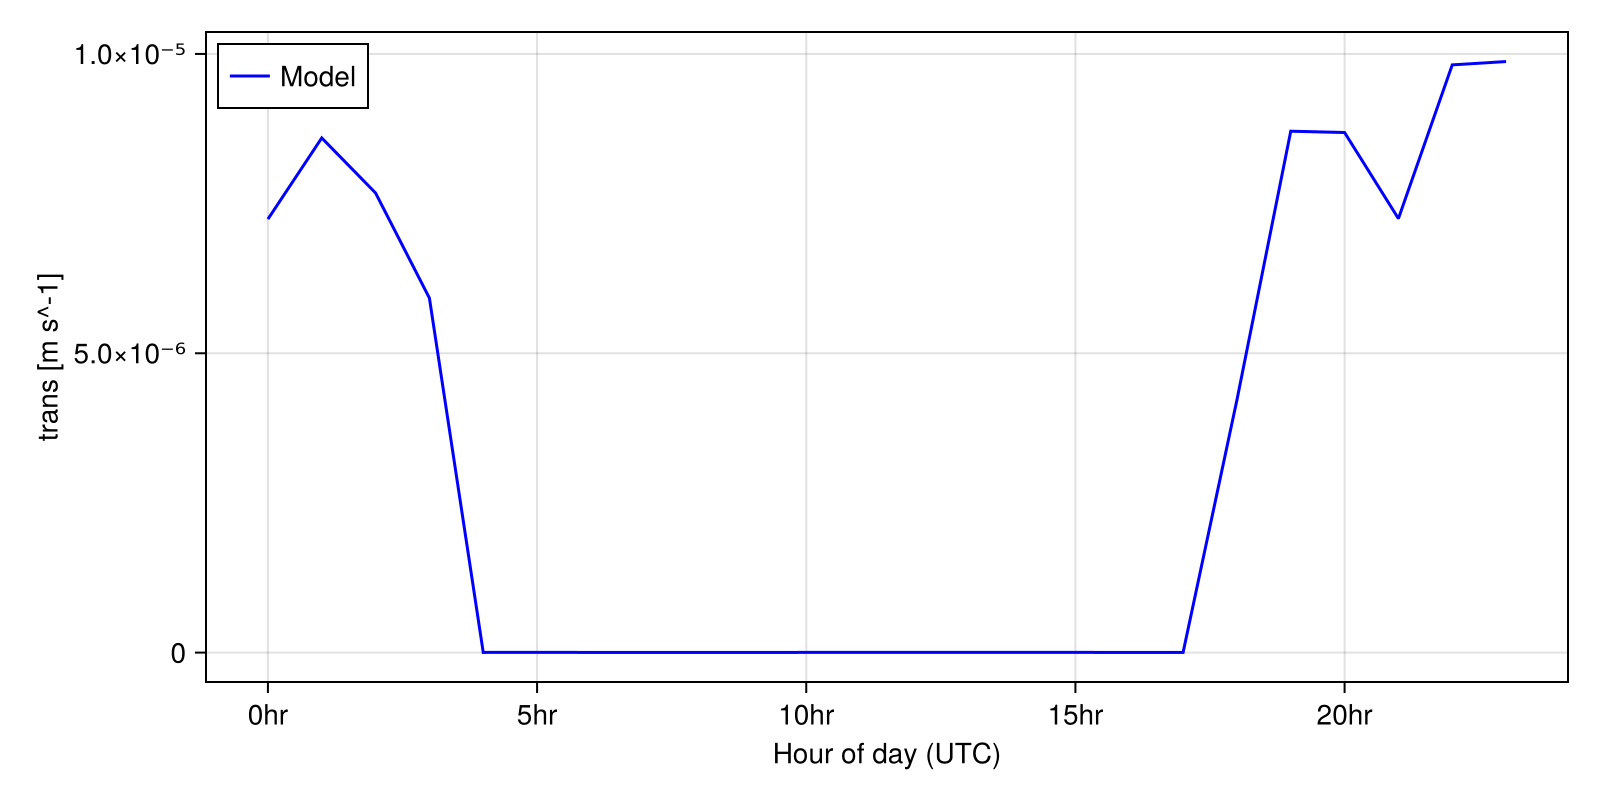 1.0×10⁻⁵
Model
trans [m s^-1]
5.0×10⁻⁶
0
0hr 5hr 10hr 15hr 20hr
Hour of day (UTC)